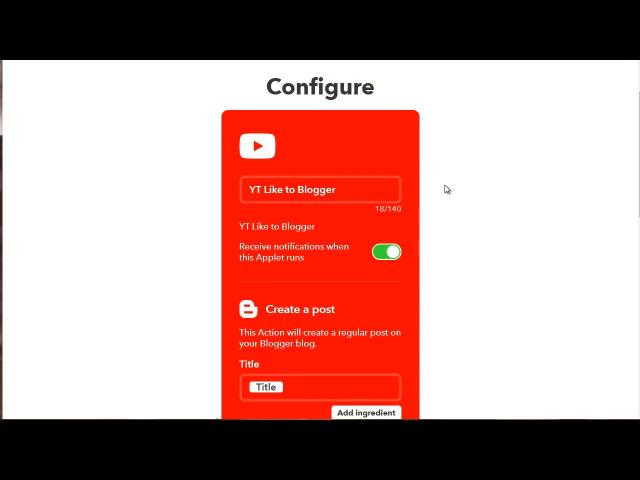 Configure
YT Like to Blogger
18/140
YT Like to Blogger
Receive notifications when
this Applet runs
Create a post
This Action will create a regular post on
your Blogger blog.
Title
Title
Add ingredient